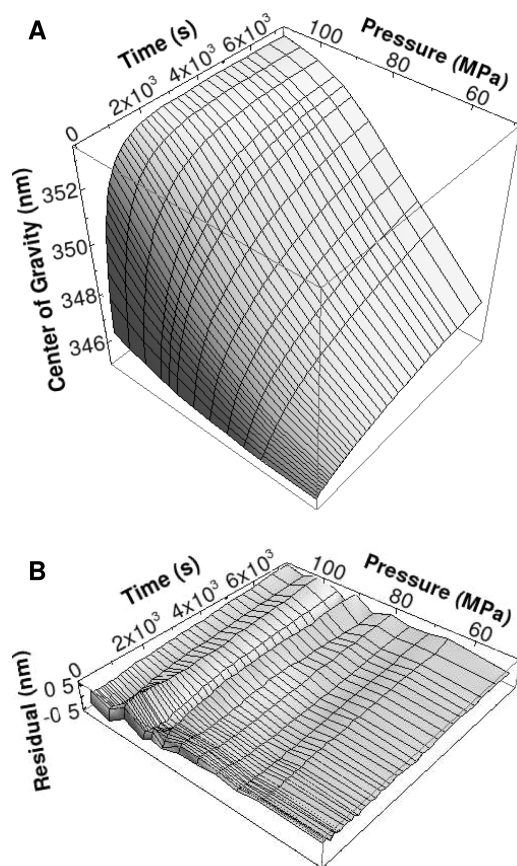 A
Time (s)
0
2x10³
4x10³
6x10³
Pressure (MPa)
100
80
60
Center of Gravity (nm)
352
350
348
346
B
Time (s)
0
2x10³
4x10³
6x10³
Pressure (MPa)
100
80
60
Residual (nm)
0 5
-0 5